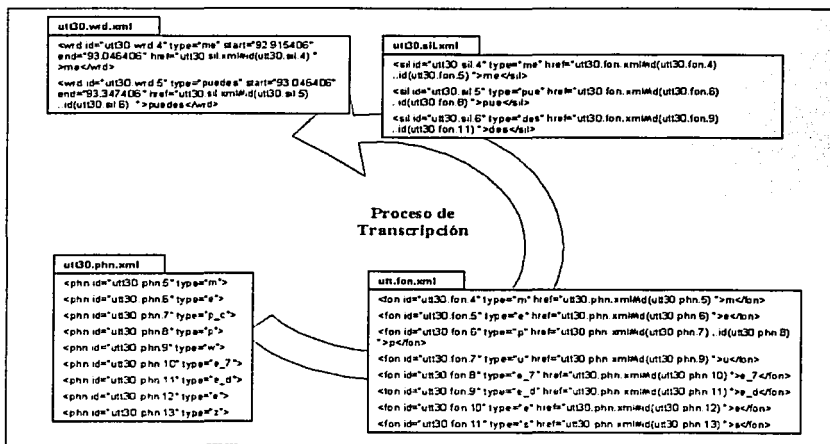 utt30.wrd.xml
<wrd id="utt30 wrd 4" type="me" start="92 915406"
end="93.046406" href="utt30 sil.xml#id(utt30.sil.4) "
>me</wrd>
<wrd id="utt30 wrd 5" type="puedes" start="93 046406"
end="93.347406" href="utt30 sil xml#id(utt30 sil 5)
..id(utt30 sil 6) ">puedes</wrd>
utt30.sil.xml
<sil id="utt30 sil.4" type="me" href="utt30.fon.xml#id(utt30.fon.4)
..id(utt30.fon.5) ">me</sil>
<sil id="utt30.sil.5" type="pue" href="utt30.fon.xml#id(utt30.fon.6)
..id(utt30.fon 8) ">pue</sil>
<sil id="utt30.sil.6" type="des" href="utt30.fon.xml#id(utt30.fon.9)
..id(utt30 fon 11) ">des</sil>
Proceso de
Transcripción
utt30.phn.xml
<phn id="utt30 phn.5" type="m">
<phn id="utt30 phn.6" type="e">
<phn id="utt30 phn.7" type="p_c">
<phn id="utt30 phn 8" type="p">
<phn id="utt30 phn.9" type="w">
<phn id="utt30 phn 10" type="e_7">
<phn id="utt30 phn 11" type="e_d">
<phn id="utt30 phn 12" type="e">
<phn id="utt30 phn 13" type="z">
utt.fon.xml
<fon id="utt30.fon.4" type="m" href="utt30.phn.xml#id(utt30 phn.5) ">m</fon>
<fon id="utt30.fon.5" type="e" href="utt30.phn.xml#id(utt30 phn 6) ">e</fon>
<fon id="utt30 fon 6" type="p" href="utt30 phn xml#id(utt30 phn.7) ..id(utt30 phn 8)
">p</fon>
<fon id="utt30 fon.7" type="u" href="utt30 phn xml#id(utt30 phn.9) ">u</fon>
<fon id="utt30 fon 8" type="e_7" href="utt30 phn.xml#id(utt30.phn 10) ">e_7</fon>
<fon id="utt30 fon.9" type="e_d" href="utt30.phn.xml#id(utt30 phn 11) ">e_d</fon>
<fon id="utt30 fon 10" type="e" href="utt30.phn.xml#id(utt30.phn 12) ">e</fon>
<fon id="utt30 fon 11" type="s" href="utt30 phn xml#id(utt30 phn 13) ">s</fon>